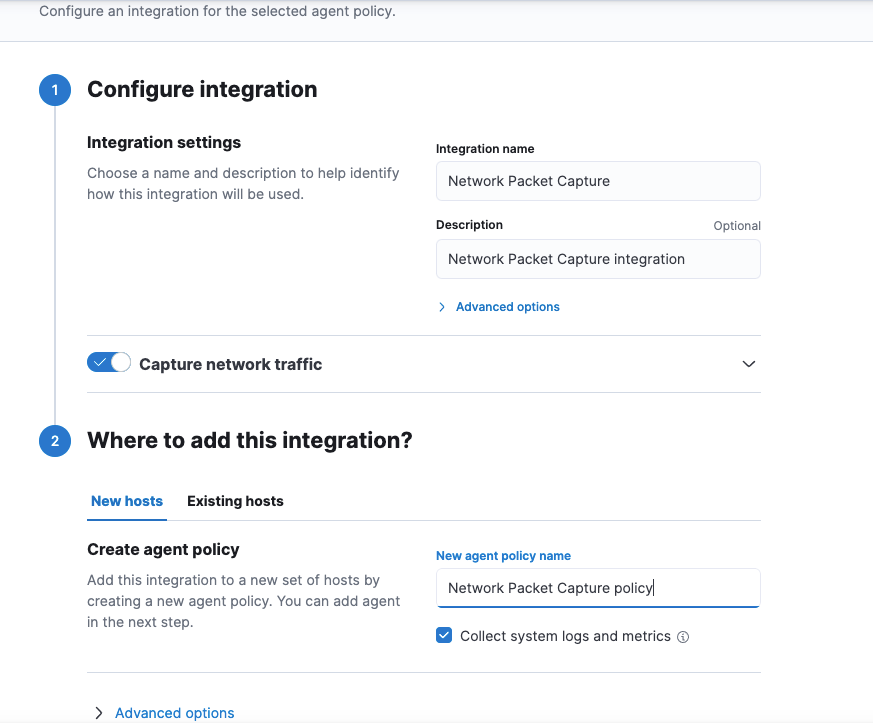 Configure an integration for the selected agent policy.
1
Configure integration
Integration settings
Choose a name and description to help identify
how this integration will be used.
Integration name
Network Packet Capture
Description
Optional
Network Packet Capture integration
Advanced options
Capture network traffic
2
Where to add this integration?
New hosts
Existing hosts
Create agent policy
Add this integration to a new set of hosts by
creating a new agent policy. You can add agent
in the next step.
New agent policy name
Network Packet Capture policy
Collect system logs and metrics
Advanced options